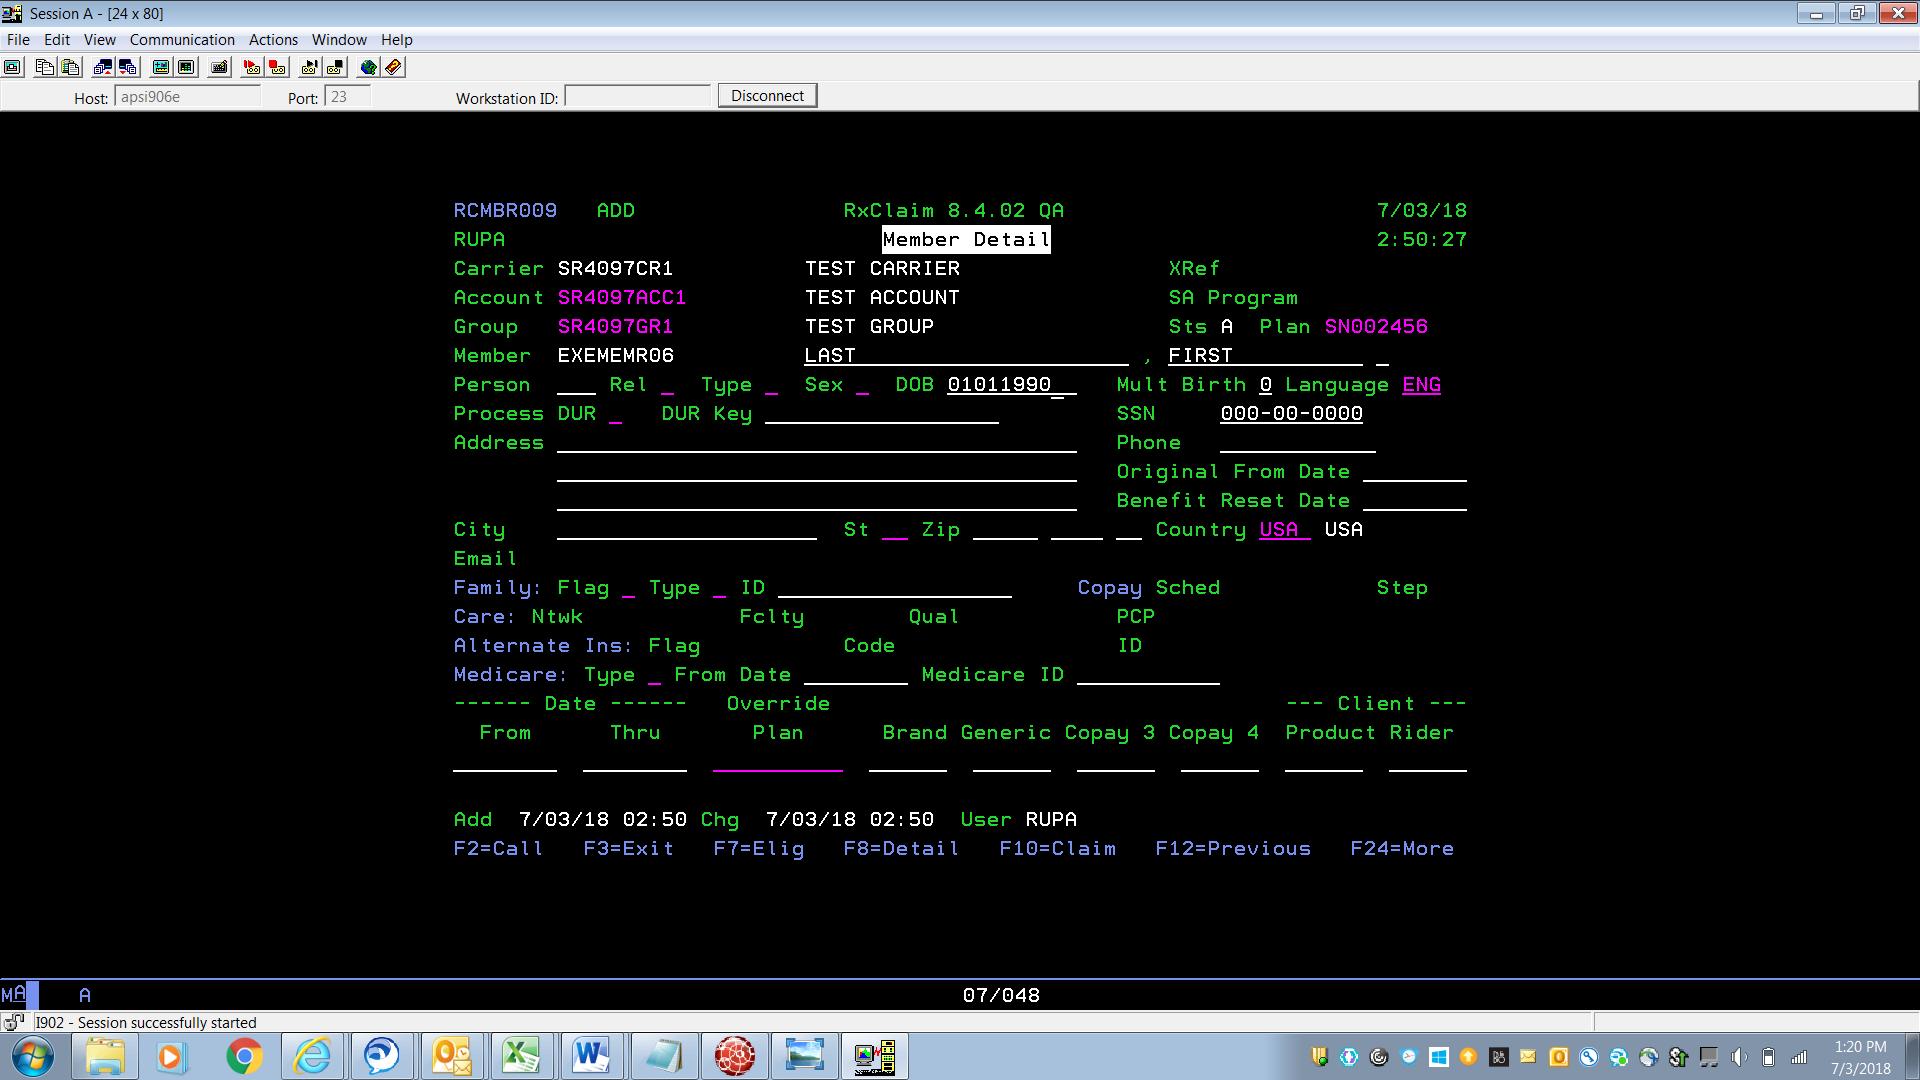 Session A - [24 x 80]
File Edit View Communication Actions Window Help
Host: apsi906e Port: 23 Workstation ID: Disconnect
RCMBR009 ADD RxClaim 8.4.02 QA 7/03/18
RUPA Member Detail 2:50:27
Carrier SR4097CR1 TEST CARRIER XRef
Account SR4097ACC1 TEST ACCOUNT SA Program
Group SR4097GR1 TEST GROUP Sts A Plan SN002456
Member EXEMEMR06 LAST , FIRST
Person Rel Type Sex DOB 01011990 Mult Birth 0 Language ENG
Process DUR DUR Key SSN 000-00-0000
Address Phone
Original From Date
Benefit Reset Date
City St Zip Country USA USA
Email
Family: Flag Type ID Copay Sched Step
Care: Ntwk Fclty Qual PCP
Alternate Ins: Flag Code ID
Medicare: Type From Date Medicare ID
------ Date ------ Override --- Client ---
From Thru Plan Brand Generic Copay 3 Copay 4 Product Rider
Add 7/03/18 02:50 Chg 7/03/18 02:50 User RUPA
F2=Call F3=Exit F7=Elig F8=Detail F10=Claim F12=Previous F24=More
MA A 07/048
I902 - Session successfully started
1:20 PM
7/3/2018